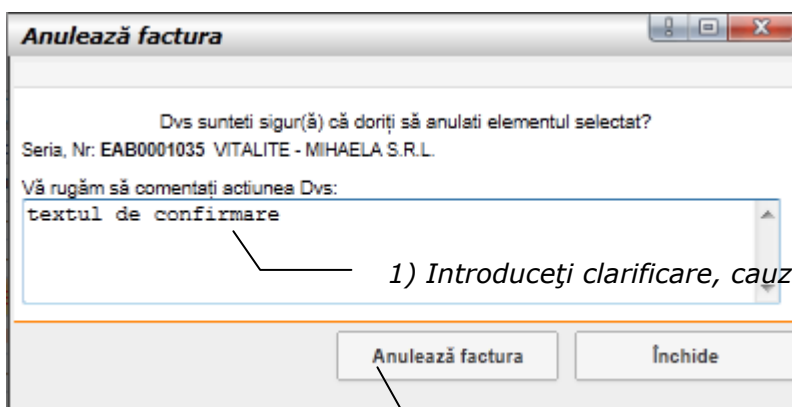 Anulează factura
Dvs sunteti sigur(ă) că doriți să anulati elementul selectat?
Seria, Nr: EAB0001035 VITALITE - MIHAELA S.R.L.
Vă rugăm să comentați actiunea Dvs:
textul de confirmare
1) Introduceţi clarificare, cauz
Anulează factura
Închide